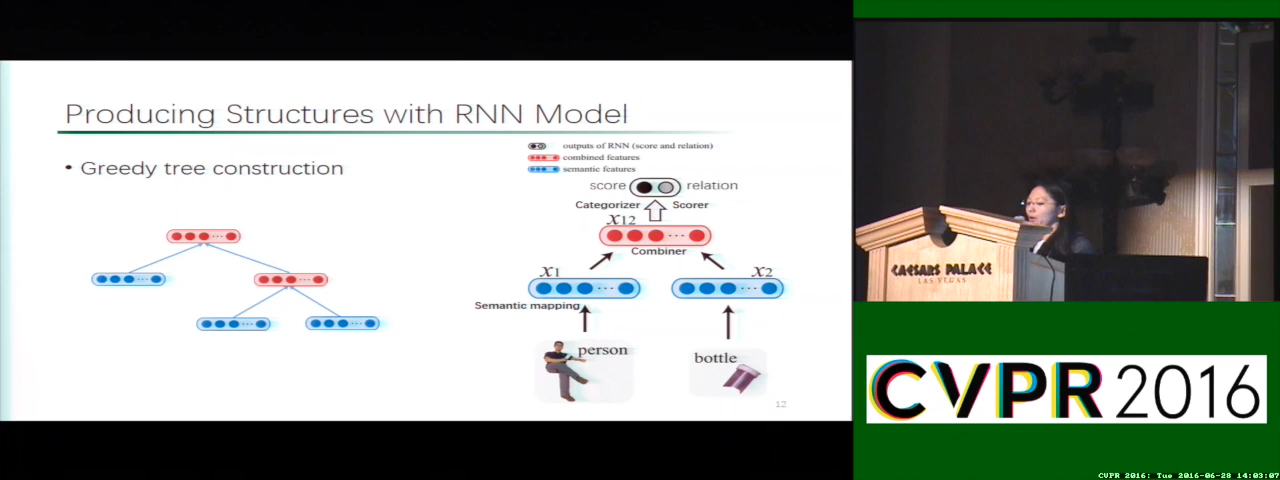 Producing Structures with RNN Model
• Greedy tree construction
outputs of RNN (score and relation)
combined features
semantic features
score
relation
Categorizer
Scorer
x12
Combiner
x1
x2
Semantic mapping
person
bottle
12
CAESARS PALACE
LAS VEGAS
CVPR 2016
CVPR 2016: Tue 2016-06-28 14:03:07